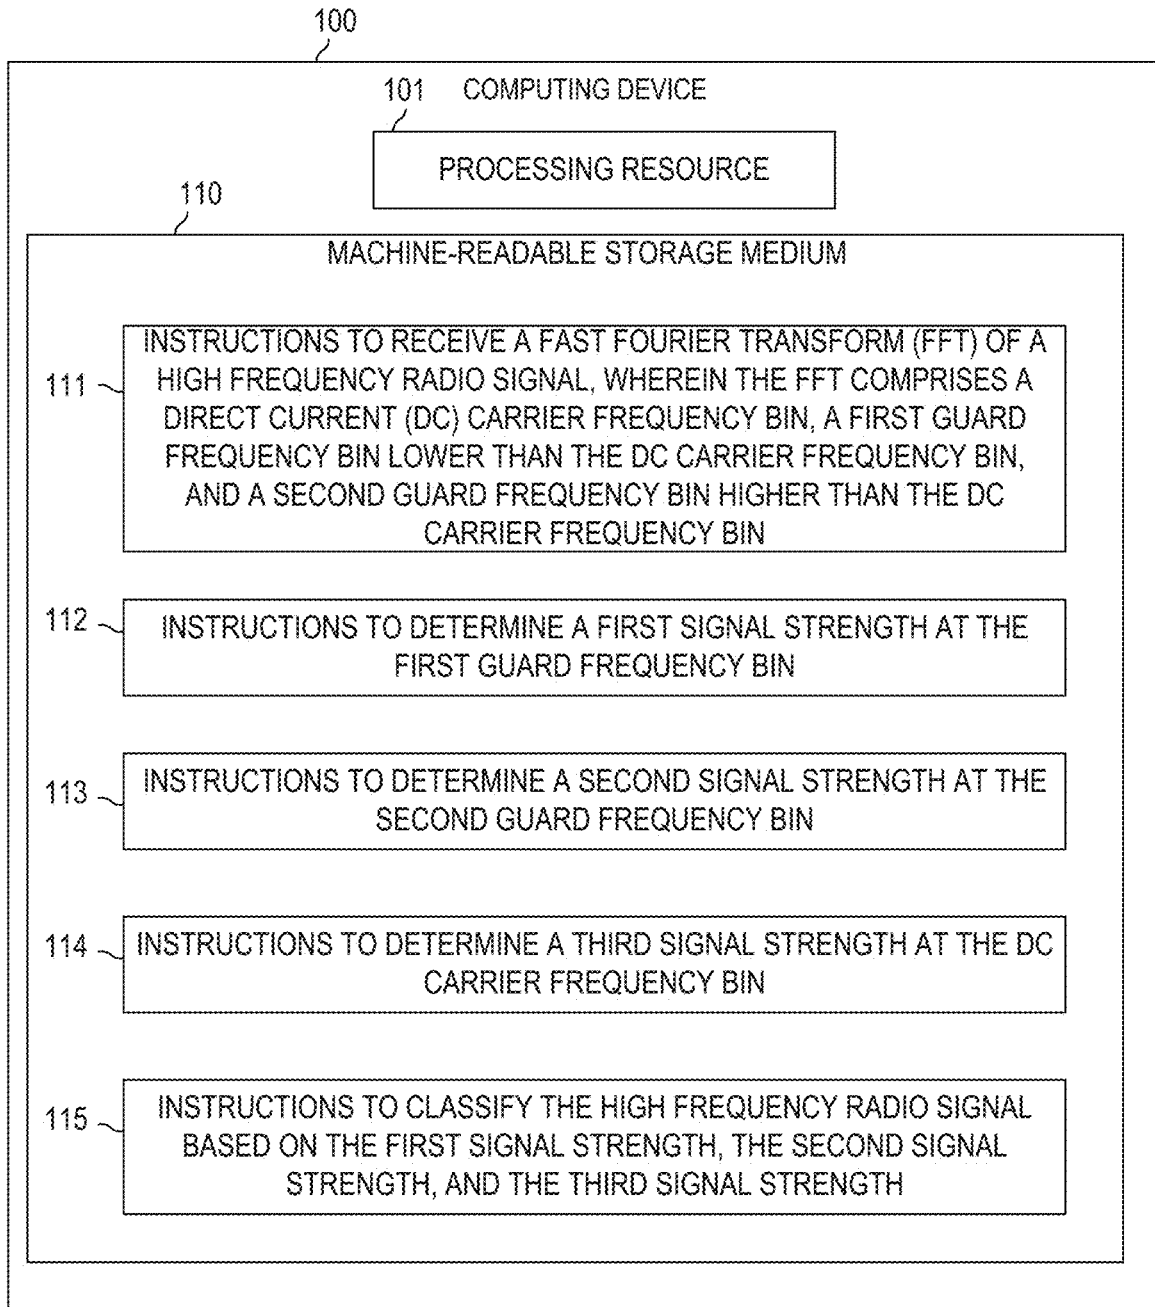 100
101 COMPUTING DEVICE
PROCESSING RESOURCE
110
MACHINE-READABLE STORAGE MEDIUM
111
INSTRUCTIONS TO RECEIVE A FAST FOURIER TRANSFORM (FFT) OF A
HIGH FREQUENCY RADIO SIGNAL, WHEREIN THE FFT COMPRISES A
DIRECT CURRENT (DC) CARRIER FREQUENCY BIN, A FIRST GUARD
FREQUENCY BIN LOWER THAN THE DC CARRIER FREQUENCY BIN,
AND A SECOND GUARD FREQUENCY BIN HIGHER THAN THE DC
CARRIER FREQUENCY BIN
112
INSTRUCTIONS TO DETERMINE A FIRST SIGNAL STRENGTH AT THE
FIRST GUARD FREQUENCY BIN
113
INSTRUCTIONS TO DETERMINE A SECOND SIGNAL STRENGTH AT THE
SECOND GUARD FREQUENCY BIN
114
INSTRUCTIONS TO DETERMINE A THIRD SIGNAL STRENGTH AT THE DC
CARRIER FREQUENCY BIN
115
INSTRUCTIONS TO CLASSIFY THE HIGH FREQUENCY RADIO SIGNAL
BASED ON THE FIRST SIGNAL STRENGTH, THE SECOND SIGNAL
STRENGTH, AND THE THIRD SIGNAL STRENGTH